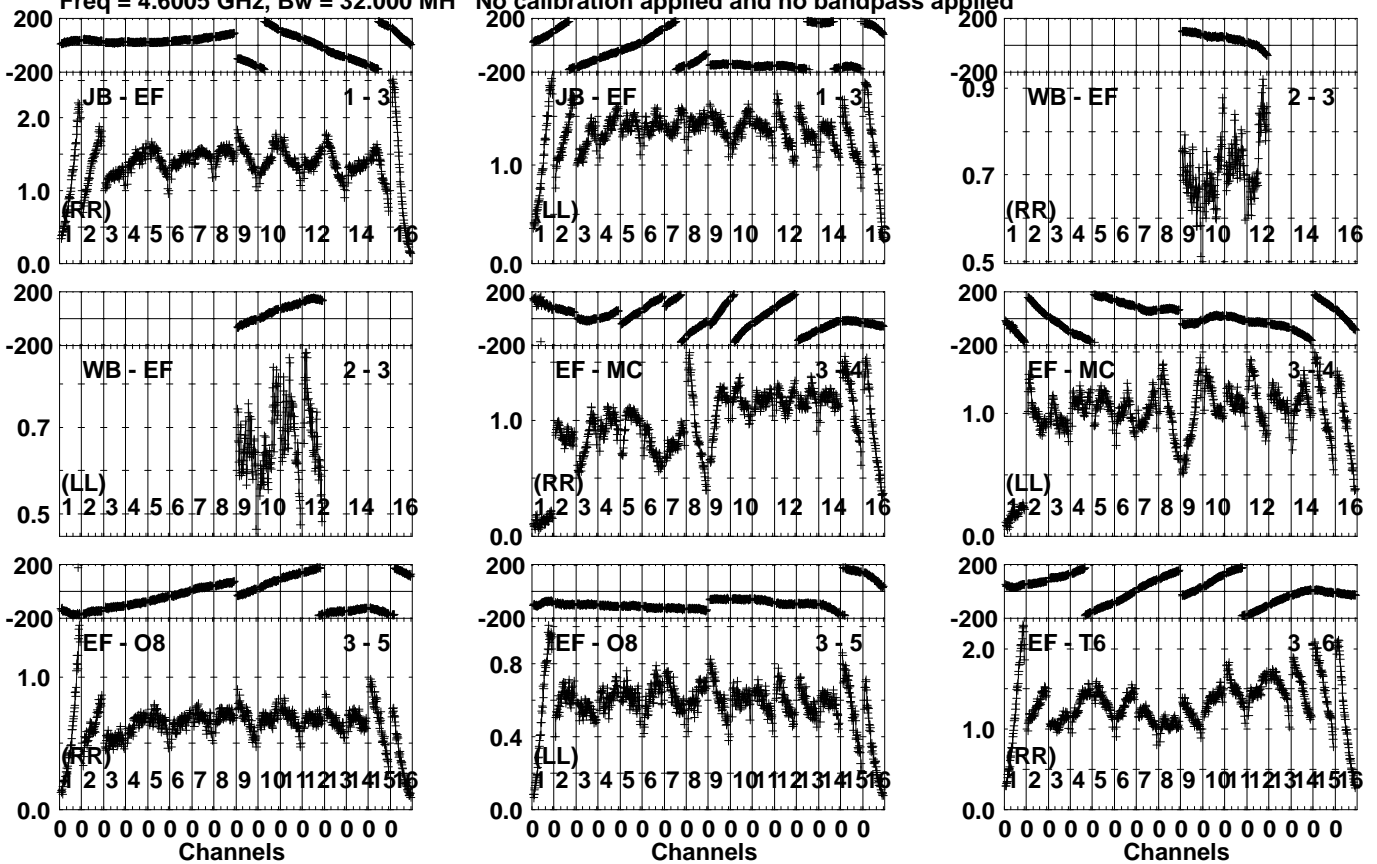 Freq = 4.6005 GHz, Bw = 32.000 MH No calibration applied and no bandpass applied
200
-200
JB - EF 1 - 3
2.0
1.0
(RR)
1 2 3 4 5 6 7 8 9 10 12 14 16
0.0
200
-200
JB - EF 1 - 3
1.0
(LL)
1 2 3 4 5 6 7 8 9 10 12 14 16
0.0
200
-200
0.9
WB - EF 2 - 3
0.7
(RR)
1 2 3 4 5 6 7 8 9 10 12 14 16
0.5
200
-200
WB - EF 2 - 3
0.7
(LL)
1 2 3 4 5 6 7 8 9 10 12 14 16
0.5
200
-200
EF - MC 3 - 4
1.0
(RR)
1 2 3 4 5 6 7 8 9 10 12 14 16
0.0
200
-200
EF - MC 3 - 4
1.0
(LL)
1 2 3 4 5 6 7 8 9 10 12 14 16
0.0
200
-200
EF - O8 3 - 5
1.0
(RR)
1 2 3 4 5 6 7 8 9 10 11 12 13 14 15 16
0.0
0 0 0 0 0 0 0 0 0 0 0 0 0 0 0 0
Channels
200
-200
EF - O8 3 - 5
0.8
0.4
(LL)
1 2 3 4 5 6 7 8 9 10 11 12 13 14 15 16
0.0
0 0 0 0 0 0 0 0 0 0 0 0 0 0 0 0
Channels
200
-200
EF - T6 3 - 6
2.0
1.0
(RR)
1 2 3 4 5 6 7 8 9 10 11 12 13 14 15 16
0.0
0 0 0 0 0 0 0 0 0 0 0 0 0 0 0 0
Channels